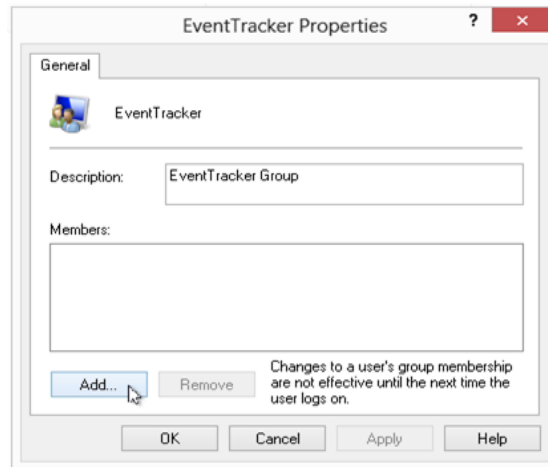 EventTracker Properties
?
General
EventTracker
Description:
EventTracker Group
Members:
Add...
Remove
Changes to a user's group membership
are not effective until the next time the
user logs on.
OK
Cancel
Apply
Help